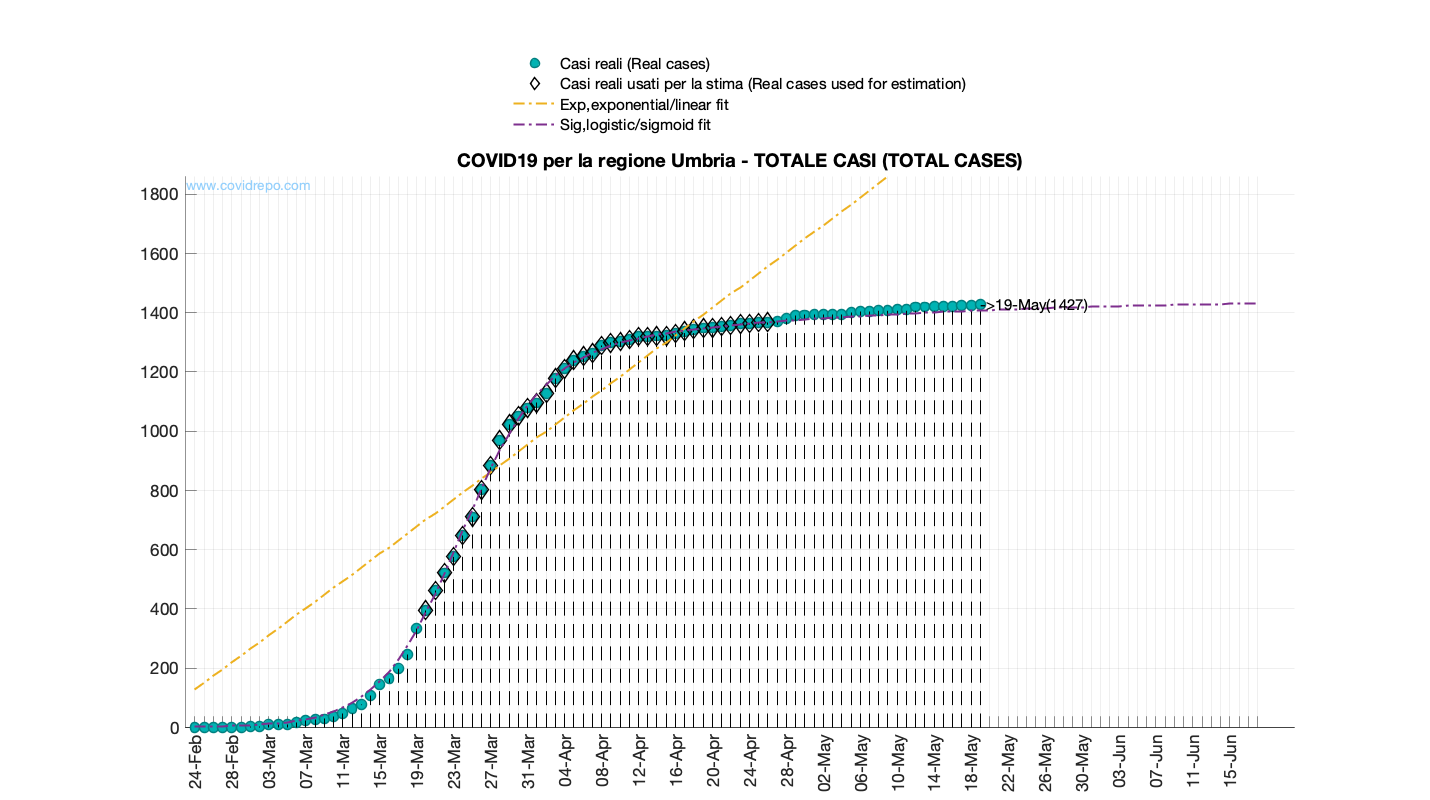 Casi reali (Real cases)
Casi reali usati per la stima (Real cases used for estimation)
Exp,exponential/linear fit
Sig,logistic/sigmoid fit
COVID19 per la regione Umbria - TOTALE CASI (TOTAL CASES)
www.covidrepo.com
1800
1600
1400
1200
1000
800
600
400
200
0
->19-May(1427)
24-Feb
28-Feb
03-Mar
07-Mar
11-Mar
15-Mar
19-Mar
23-Mar
27-Mar
31-Mar
04-Apr
08-Apr
12-Apr
16-Apr
20-Apr
24-Apr
28-Apr
02-May
06-May
10-May
14-May
18-May
22-May
26-May
30-May
03-Jun
07-Jun
11-Jun
15-Jun